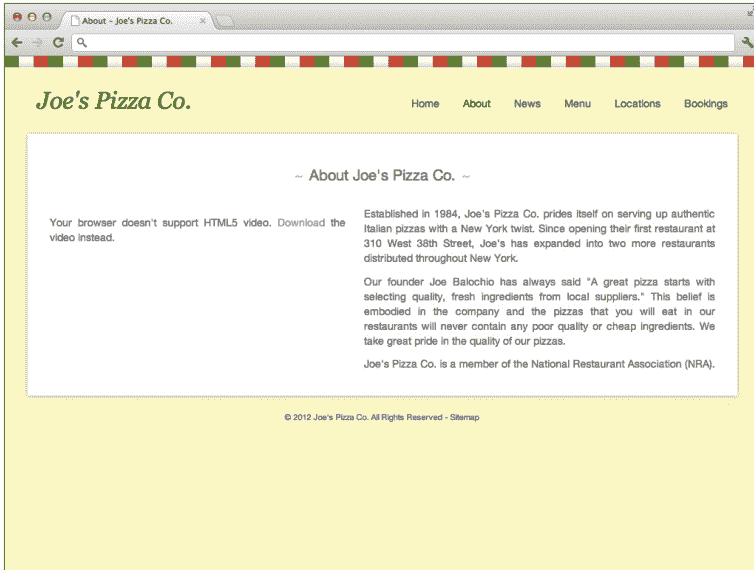 About - Joe's Pizza Co.
Joe's Pizza Co.
Home About News Menu Locations Bookings
~ About Joe's Pizza Co. ~
Your browser doesn't support HTML5 video. Download the
video instead.
Established in 1984, Joe's Pizza Co. prides itself on serving up authentic
Italian pizzas with a New York twist. Since opening their first restaurant at
310 West 38th Street, Joe's has expanded into two more restaurants
distributed throughout New York.
Our founder Joe Balochio has always said "A great pizza starts with
selecting quality, fresh ingredients from local suppliers." This belief is
embodied in the company and the pizzas that you will eat in our
restaurants will never contain any poor quality or cheap ingredients. We
take great pride in the quality of our pizzas.
Joe's Pizza Co. is a member of the National Restaurant Association (NRA).
© 2012 Joe's Pizza Co. All Rights Reserved - Sitemap